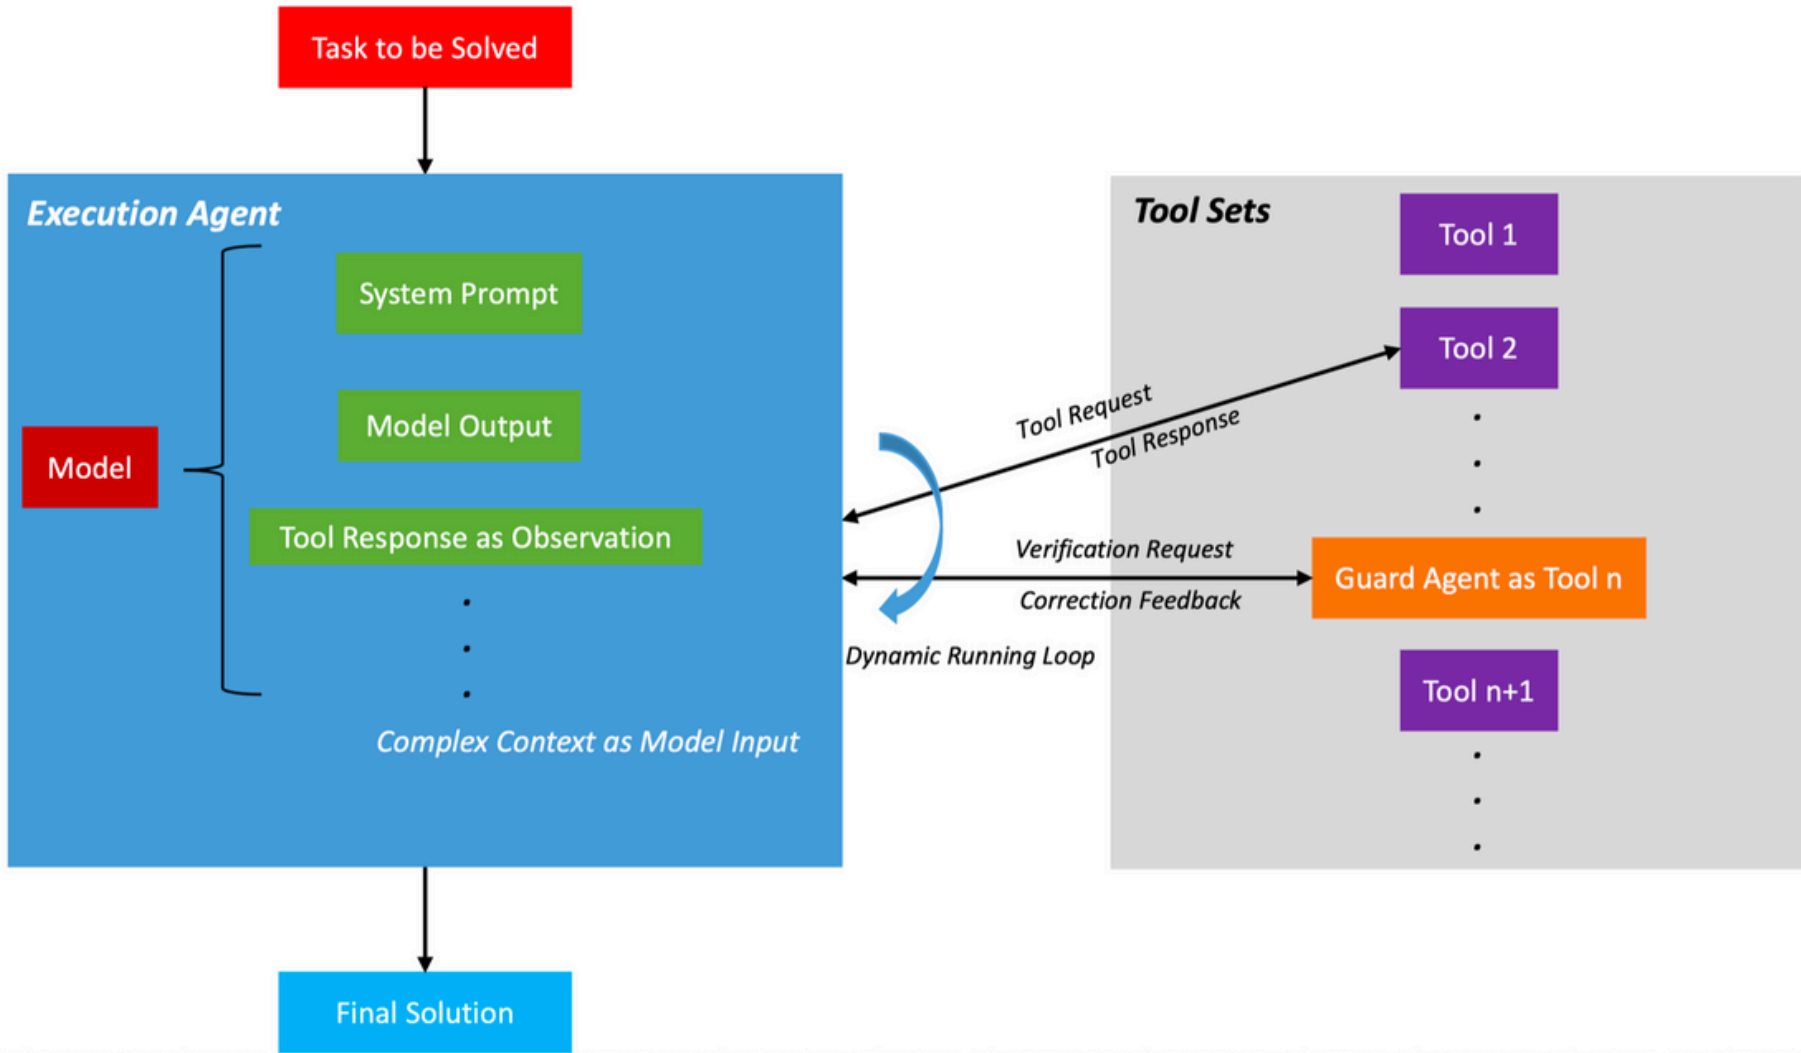 Task to be Solved
Execution Agent
System Prompt
Model Output
Model
Tool Response as Observation
Complex Context as Model Input
Tool Request
Tool Response
Verification Request
Correction Feedback
Dynamic Running Loop
Tool Sets
Tool 1
Tool 2
Guard Agent as Tool n
Tool n+1
Final Solution